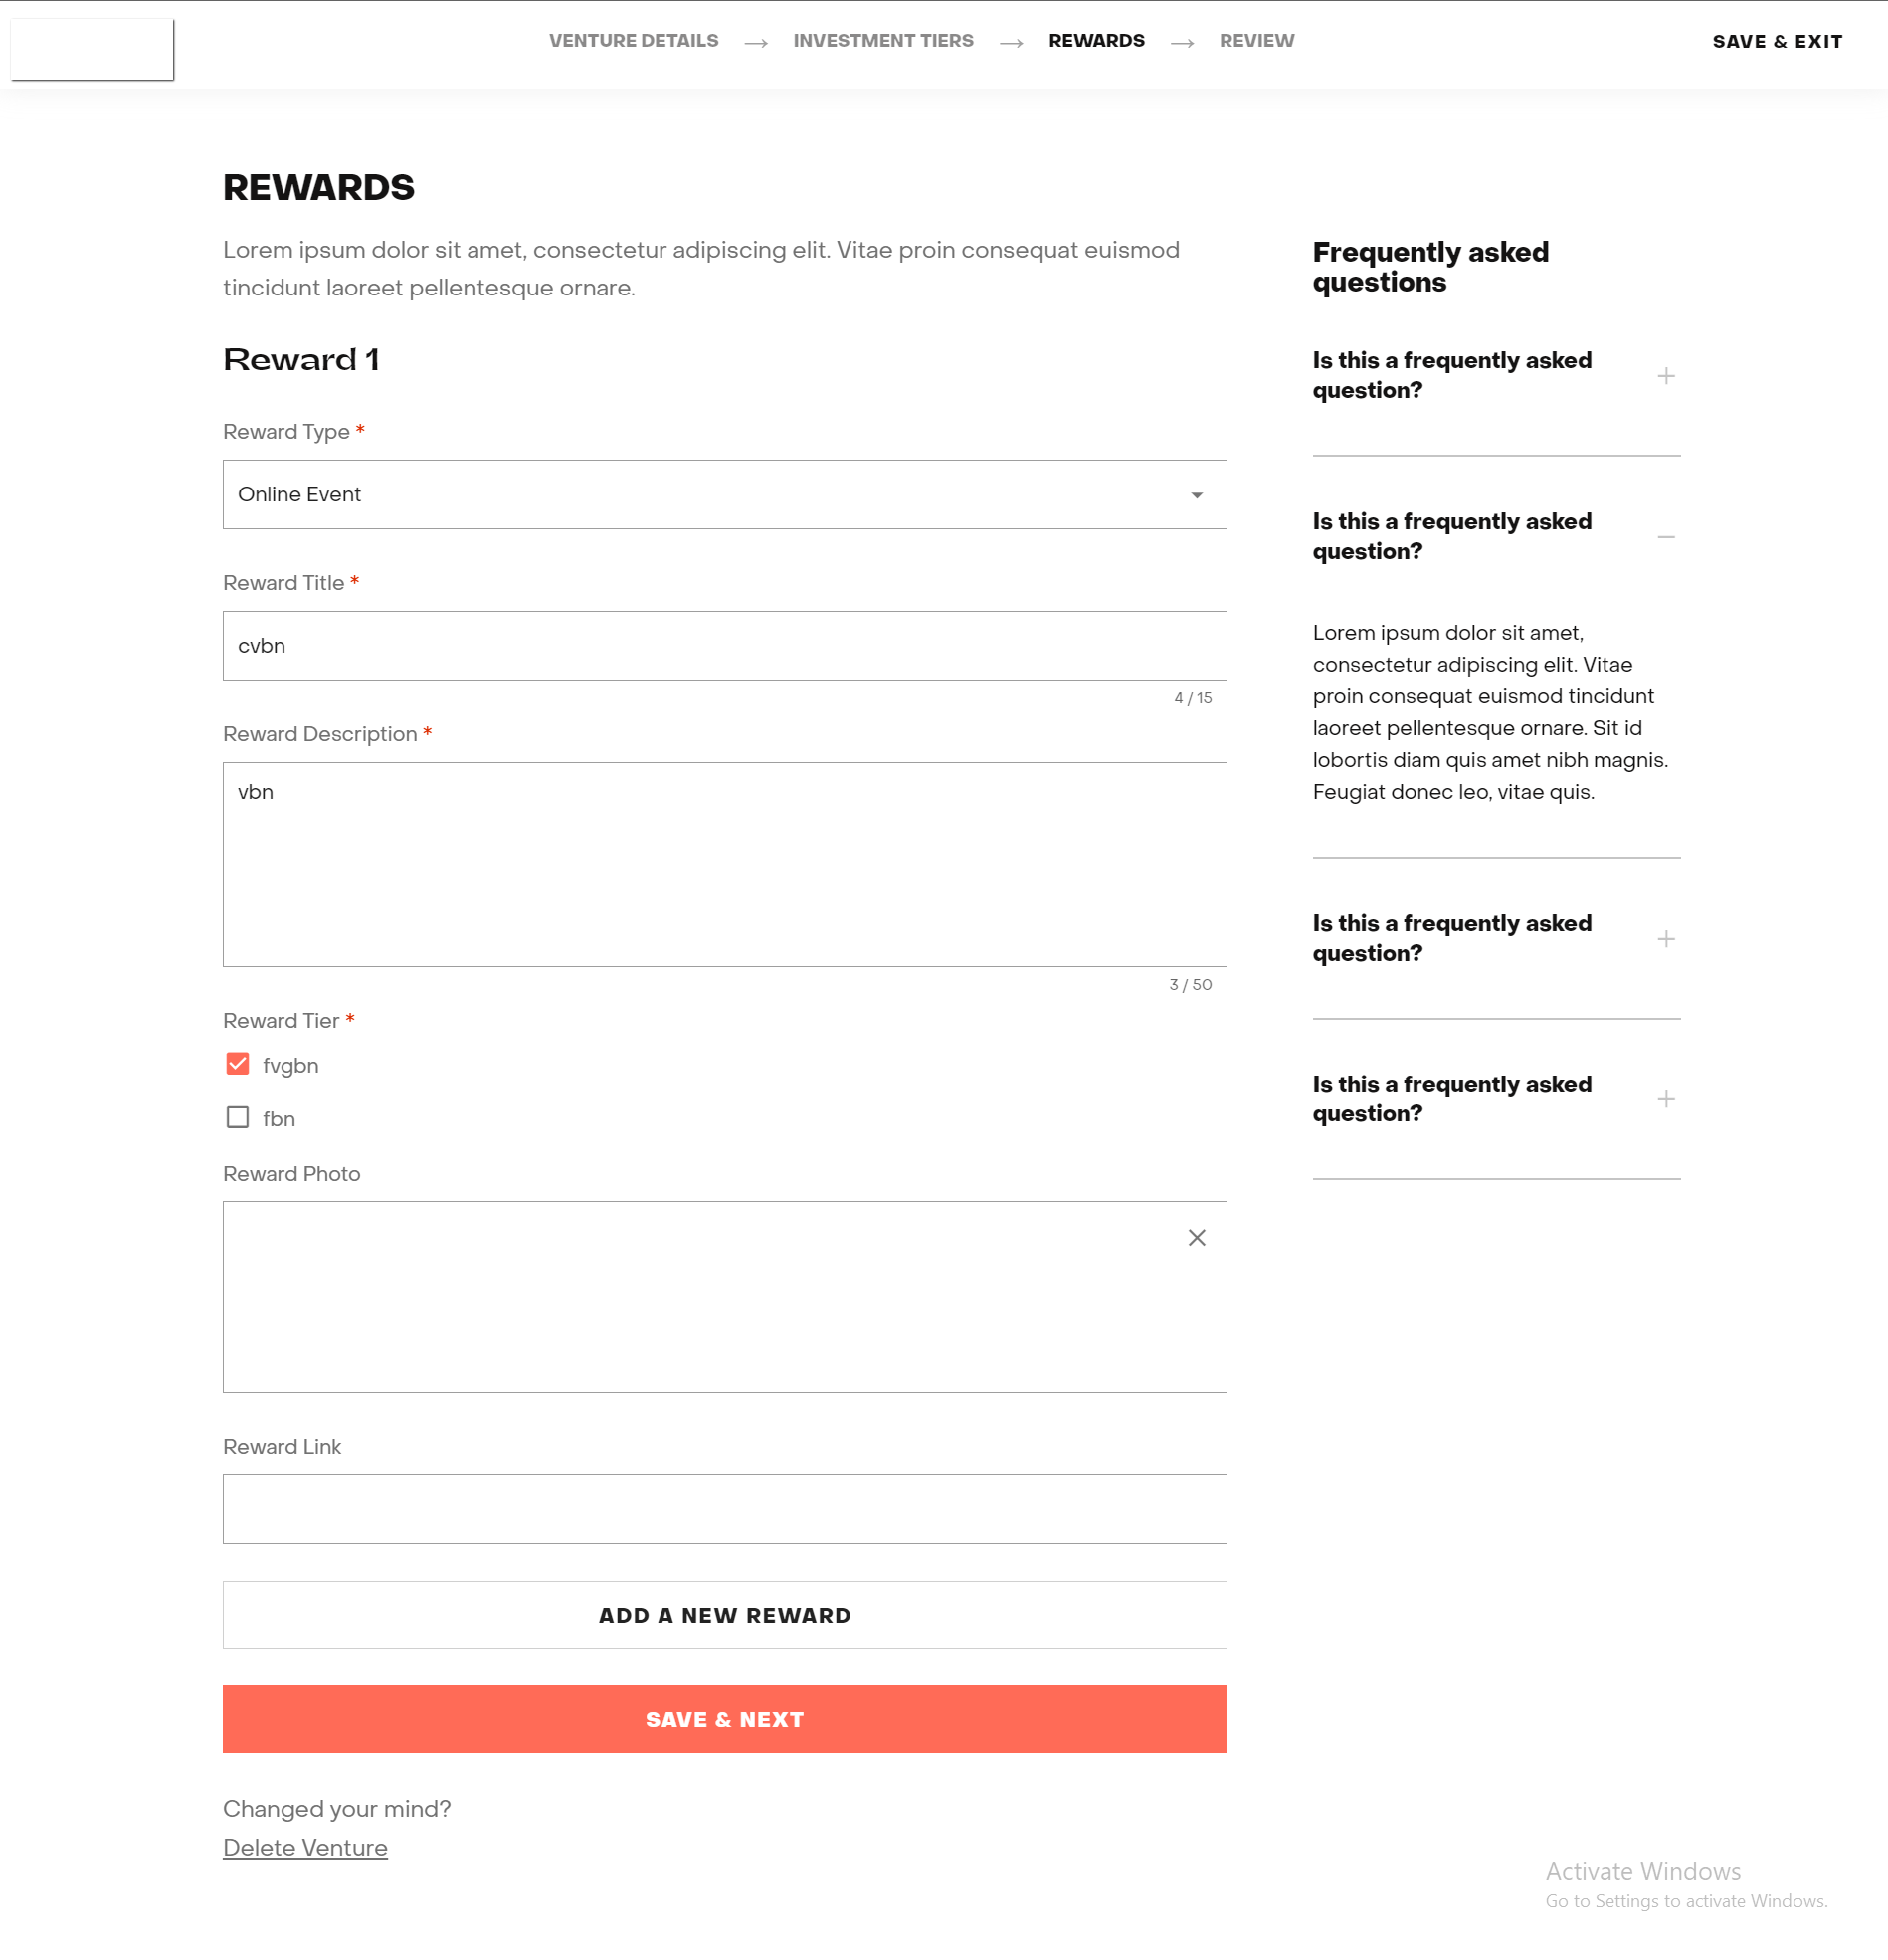 VENTURE DETAILS → INVESTMENT TIERS → REWARDS → REVIEW
SAVE & EXIT
REWARDS
Lorem ipsum dolor sit amet, consectetur adipiscing elit. Vitae proin consequat euismod
tincidunt laoreet pellentesque ornare.
Reward 1
Reward Type *
Online Event
Reward Title *
cvbn
4 / 15
Reward Description *
vbn
3 / 50
Reward Tier *
fvgbn
fbn
Reward Photo
Reward Link
ADD A NEW REWARD
SAVE & NEXT
Changed your mind?
Delete Venture
Frequently asked
questions
Is this a frequently asked
question?
Is this a frequently asked
question?
Lorem ipsum dolor sit amet,
consectetur adipiscing elit. Vitae
proin consequat euismod tincidunt
laoreet pellentesque ornare. Sit id
lobortis diam quis amet nibh magnis.
Feugiat donec leo, vitae quis.
Is this a frequently asked
question?
Is this a frequently asked
question?
Activate Windows
Go to Settings to activate Windows.